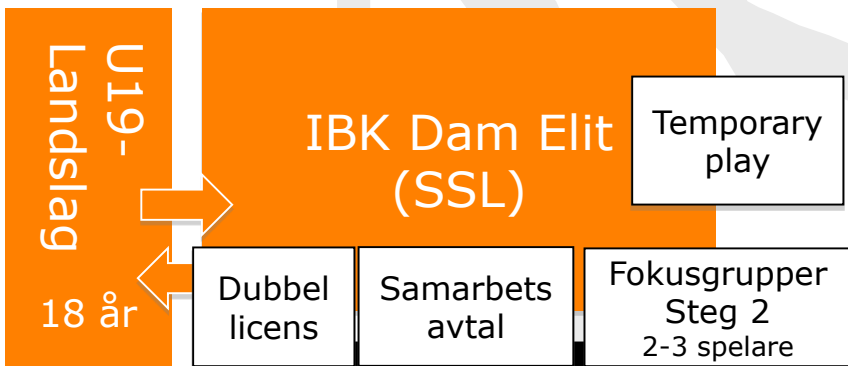 U19-
Landslag
18 år
IBK Dam Elit
(SSL)
Temporary
play
Dubbel
licens
Samarbets
avtal
Fokusgrupper
Steg 2
2-3 spelare